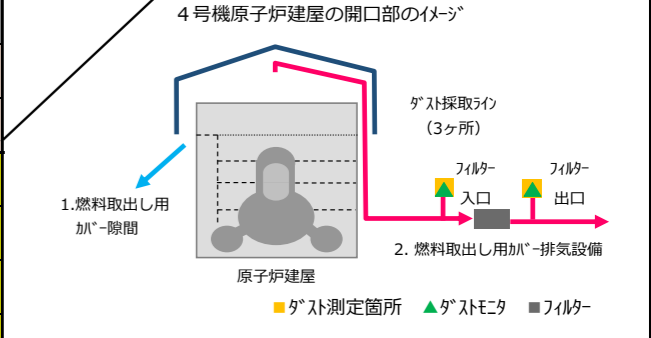 ４号機原子炉建屋の開口部のｲﾒｰｼﾞ
ﾀﾞｽﾄ採取ﾗｲﾝ
（3ヶ所）
ﾌｨﾙﾀｰ
入口
ﾌｨﾙﾀｰ
出口
1.燃料取出し用
ｶﾊﾞｰ隙間
2. 燃料取出し用ｶﾊﾞｰ排気設備
原子炉建屋
■ﾀﾞｽﾄ測定箇所 ▲ﾀﾞｽﾄﾓﾆﾀ ■ﾌｨﾙﾀｰ